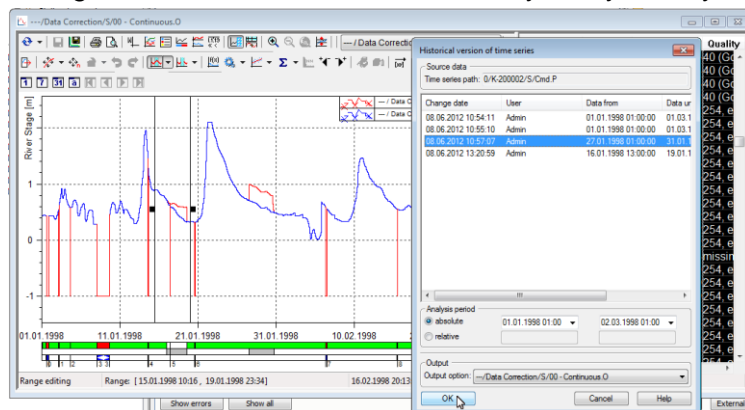 ---/Data Correction/S/00 - Continuous.O
--- / Data Correctio
1 7 31 a
--- / Data C
--- / Data C
River Stage [m]
1
0
-1
01.01.1998 11.01.1998 21.01.1998 31.01.1998 10.02.1998
Range editing Range: [15.01.1998 10:16 , 19.01.1998 23:34] 16.02.1998 20:13
Historical version of time series
Source data
Time series path: 0/K-200002/S/Cmd.P
Change date User Data from Data un
08.06.2012 10:54:11 Admin 01.01.1998 01:00:00 01.03.1
08.06.2012 10:55:10 Admin 01.01.1998 01:00:00 01.03.1
08.06.2012 10:57:07 Admin 27.01.1998 01:00:00 31.01.1
08.06.2012 13:20:59 Admin 16.01.1998 13:00:00 19.01.1
Analysis period
absolute 01.01.1998 01:00 02.03.1998 01:00
relative
Output
Output option: ---/Data Correction/S/00 - Continuous.O
OK Cancel Help
Quality
40 (Go
40 (Go
40 (Go
40 (Go
254, e
254, e
254, e
254, e
254, e
254, e
254, e
254, e
254, e
254, e
254, e
254, e
missin
254, e
254, e
254, e
254, e
254, e
254, e
254, e
Show errors Show all External